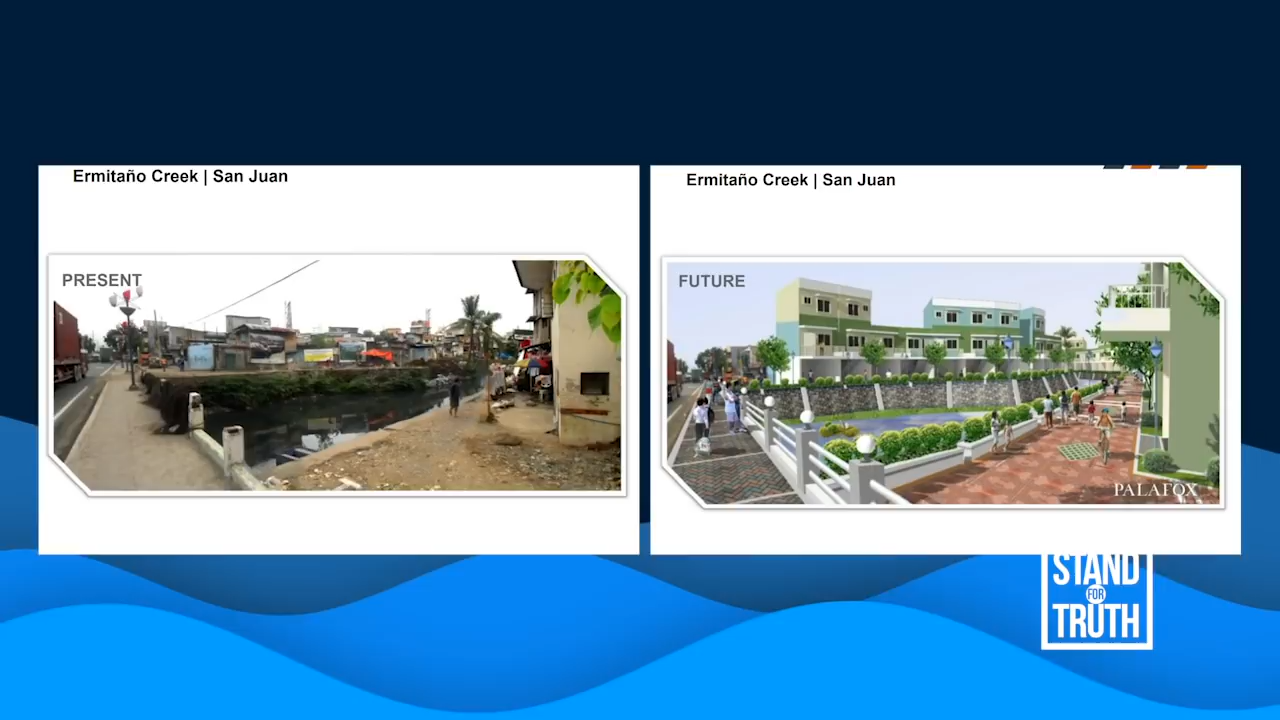 Ermitaño Creek | San Juan
PRESENT
Ermitaño Creek | San Juan
FUTURE
PALAFOX
STAND
FOR
TRUTH